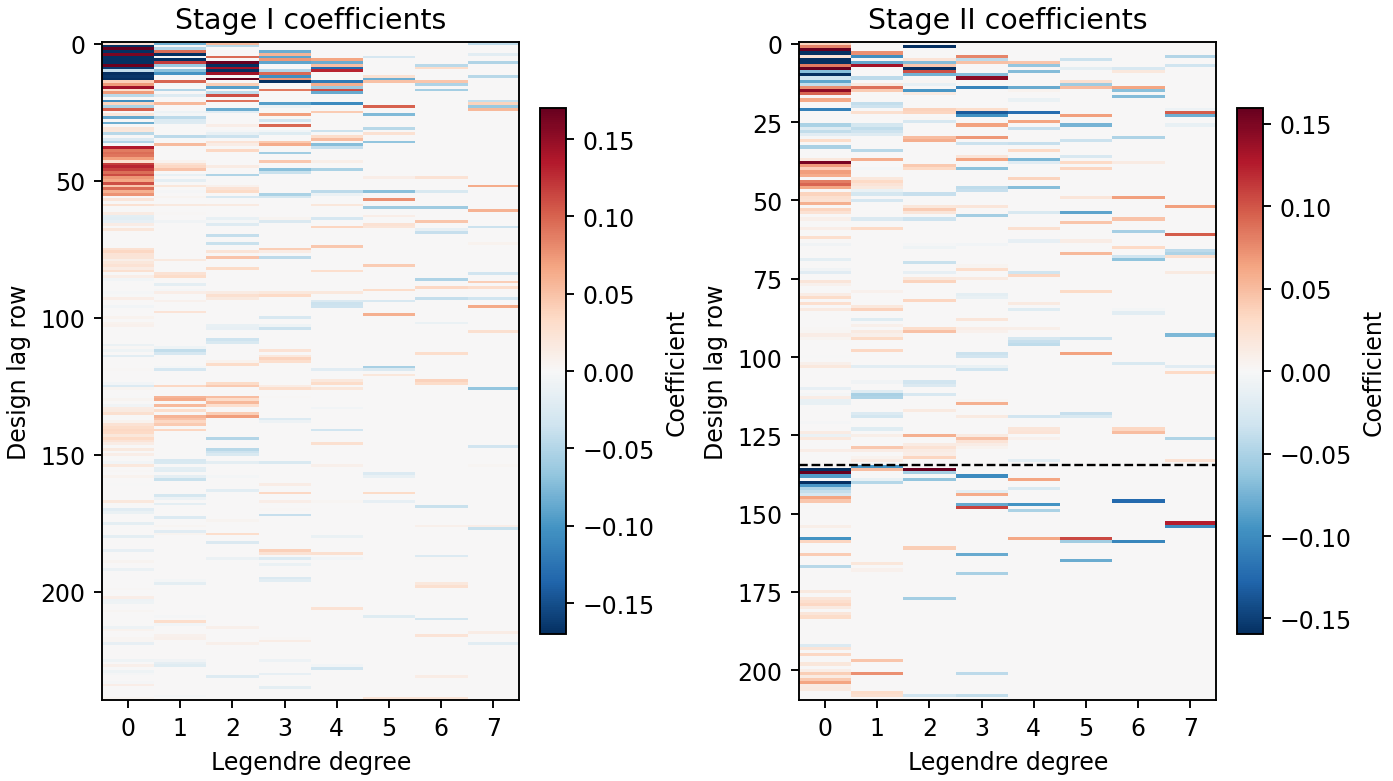 Stage I coefficients
0
50
100
150
200
Design lag row
0 1 2 3 4 5 6 7
Legendre degree
0.15
0.10
0.05
0.00
−0.05
−0.10
−0.15
Coefficient
Stage II coefficients
0
25
50
75
100
125
150
175
200
Design lag row
0 1 2 3 4 5 6 7
Legendre degree
0.15
0.10
0.05
0.00
−0.05
−0.10
−0.15
Coefficient